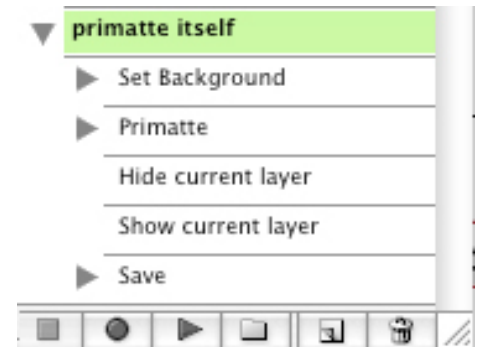 primatte itself
Set Background
Primatte
Hide current layer
Show current layer
Save